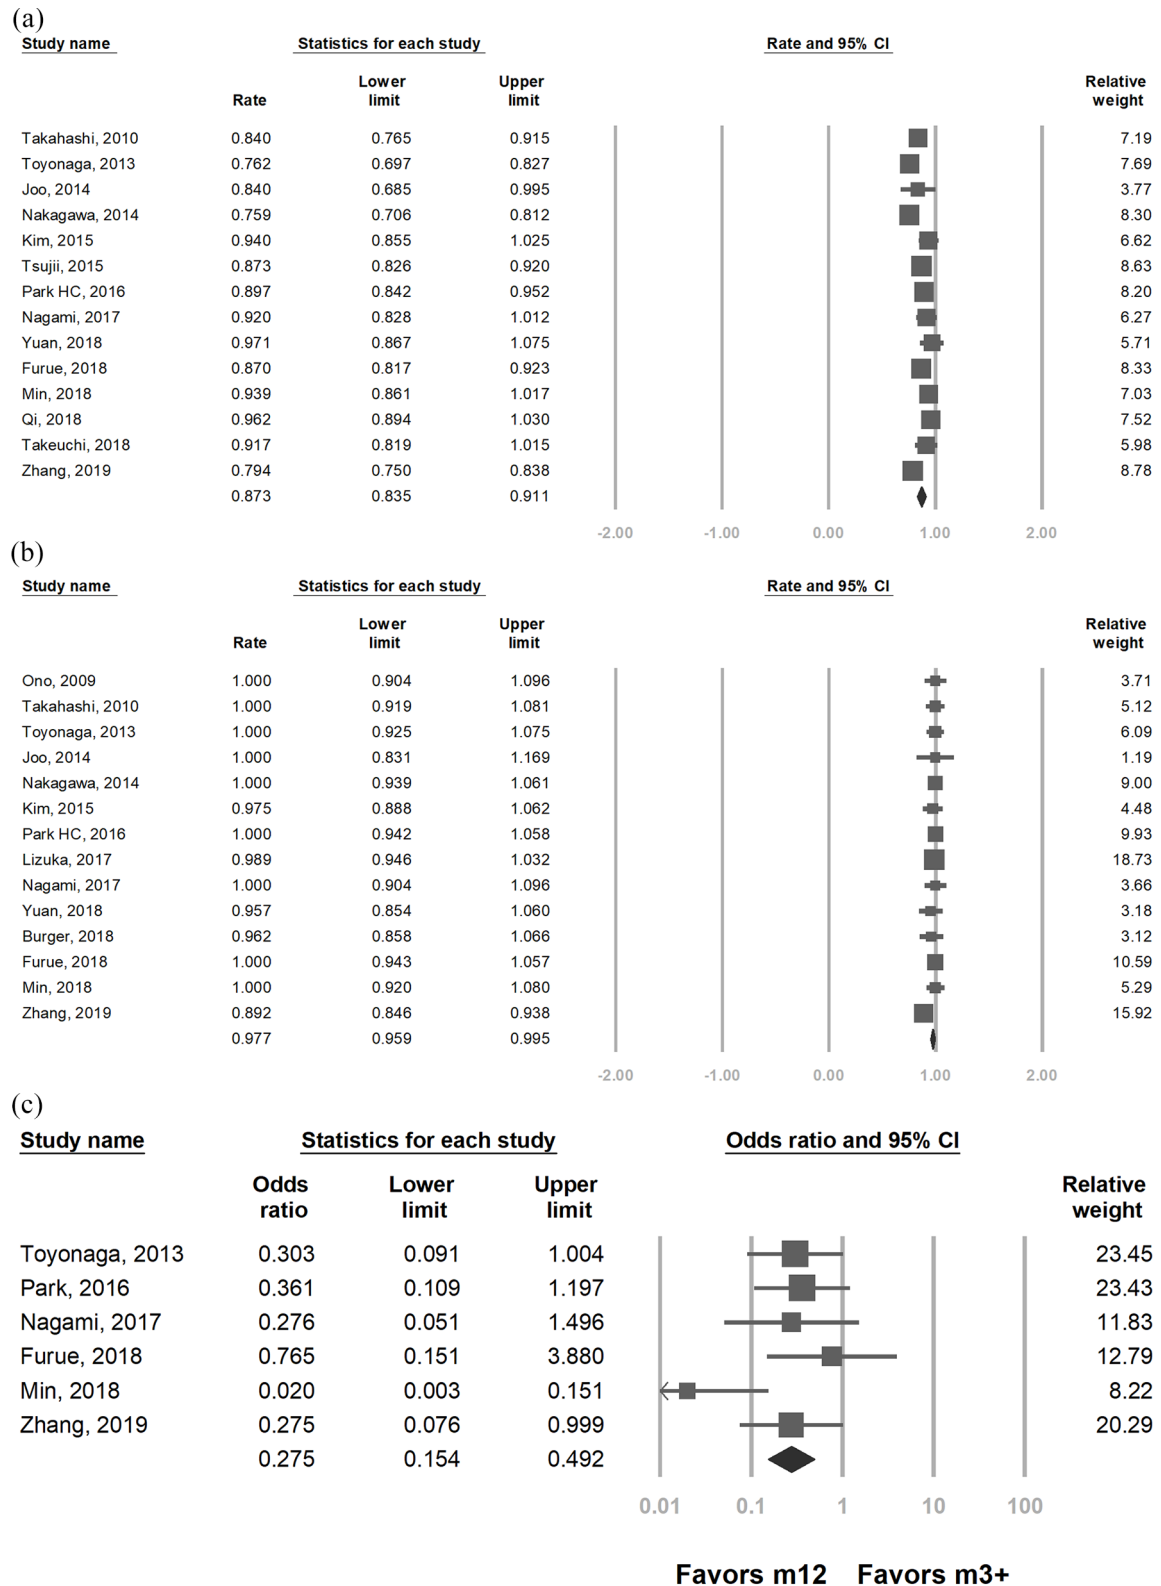 (a)
Study name Statistics for each study Rate and 95% CI
Rate Lower limit Upper limit Relative weight
Takahashi, 2010 0.840 0.765 0.915 7.19
Toyonaga, 2013 0.762 0.697 0.827 7.69
Joo, 2014 0.840 0.685 0.995 3.77
Nakagawa, 2014 0.759 0.706 0.812 8.30
Kim, 2015 0.940 0.855 1.025 6.62
Tsujii, 2015 0.873 0.826 0.920 8.63
Park HC, 2016 0.897 0.842 0.952 8.20
Nagami, 2017 0.920 0.828 1.012 6.27
Yuan, 2018 0.971 0.867 1.075 5.71
Furue, 2018 0.870 0.817 0.923 8.33
Min, 2018 0.939 0.861 1.017 7.03
Qi, 2018 0.962 0.894 1.030 7.52
Takeuchi, 2018 0.917 0.819 1.015 5.98
Zhang, 2019 0.794 0.750 0.838 8.78
0.873 0.835 0.911
-2.00 -1.00 0.00 1.00 2.00
(b)
Study name Statistics for each study Rate and 95% CI
Rate Lower limit Upper limit Relative weight
Ono, 2009 1.000 0.904 1.096 3.71
Takahashi, 2010 1.000 0.919 1.081 5.12
Toyonaga, 2013 1.000 0.925 1.075 6.09
Joo, 2014 1.000 0.831 1.169 1.19
Nakagawa, 2014 1.000 0.939 1.061 9.00
Kim, 2015 0.975 0.888 1.062 4.48
Park HC, 2016 1.000 0.942 1.058 9.93
Lizuka, 2017 0.989 0.946 1.032 18.73
Nagami, 2017 1.000 0.904 1.096 3.66
Yuan, 2018 0.957 0.854 1.060 3.18
Burger, 2018 0.962 0.858 1.066 3.12
Furue, 2018 1.000 0.943 1.057 10.59
Min, 2018 1.000 0.920 1.080 5.29
Zhang, 2019 0.892 0.846 0.938 15.92
0.977 0.959 0.995
-2.00 -1.00 0.00 1.00 2.00
(c)
Study name Statistics for each study Odds ratio and 95% CI
Odds ratio Lower limit Upper limit Relative weight
Toyonaga, 2013 0.303 0.091 1.004 23.45
Park, 2016 0.361 0.109 1.197 23.43
Nagami, 2017 0.276 0.051 1.496 11.83
Furue, 2018 0.765 0.151 3.880 12.79
Min, 2018 0.020 0.003 0.151 8.22
Zhang, 2019 0.275 0.076 0.999 20.29
0.275 0.154 0.492
0.01 0.1 1 10 100
Favors m12 Favors m3+